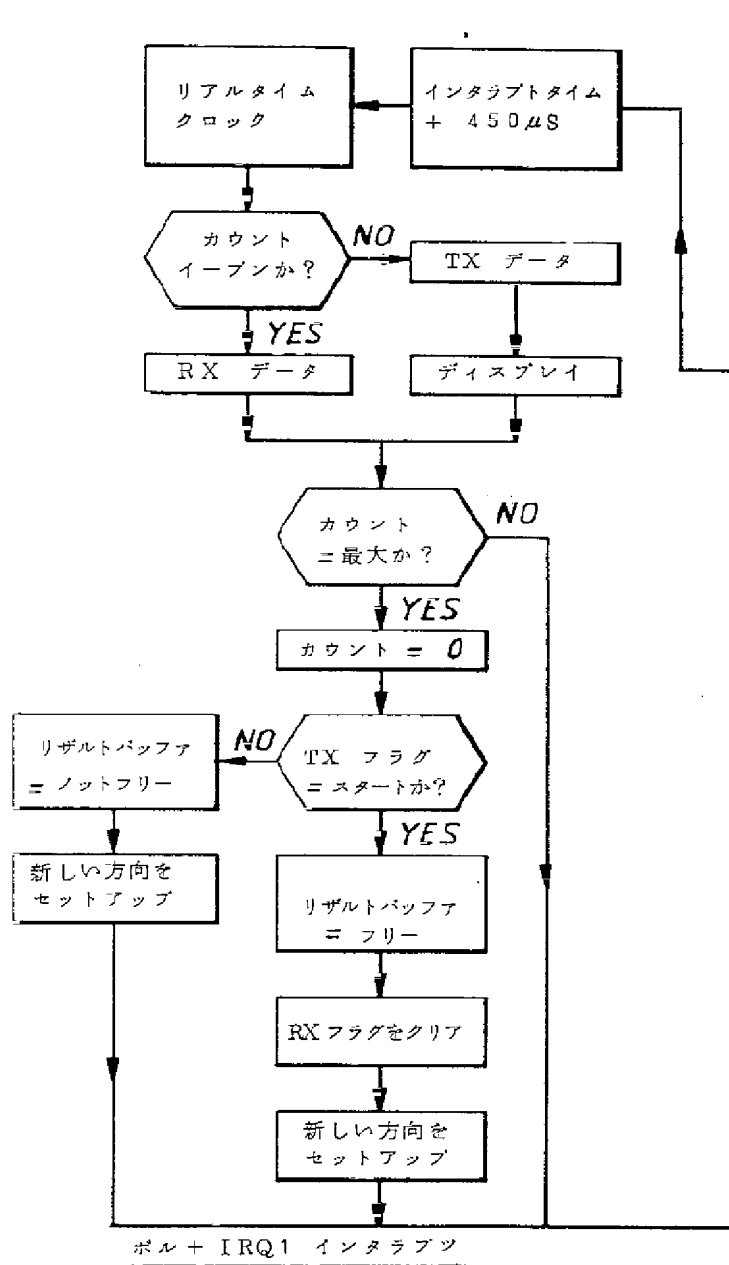 リアルタイム
クロック
インタラプトタイム
+ 450μS
カウント
イーブンか?
NO
TX データ
YES
RX データ
ディスプレイ
カウント
=最大か?
NO
YES
カウント = 0
リザルトバッファ
= ノットフリー
NO
TX フラグ
= スタートか?
YES
新しい方向を
セットアップ
リザルトバッファ
= フリー
RXフラグをクリア
新しい方向を
セットアップ
ポル + IRQ1 インタラプツ